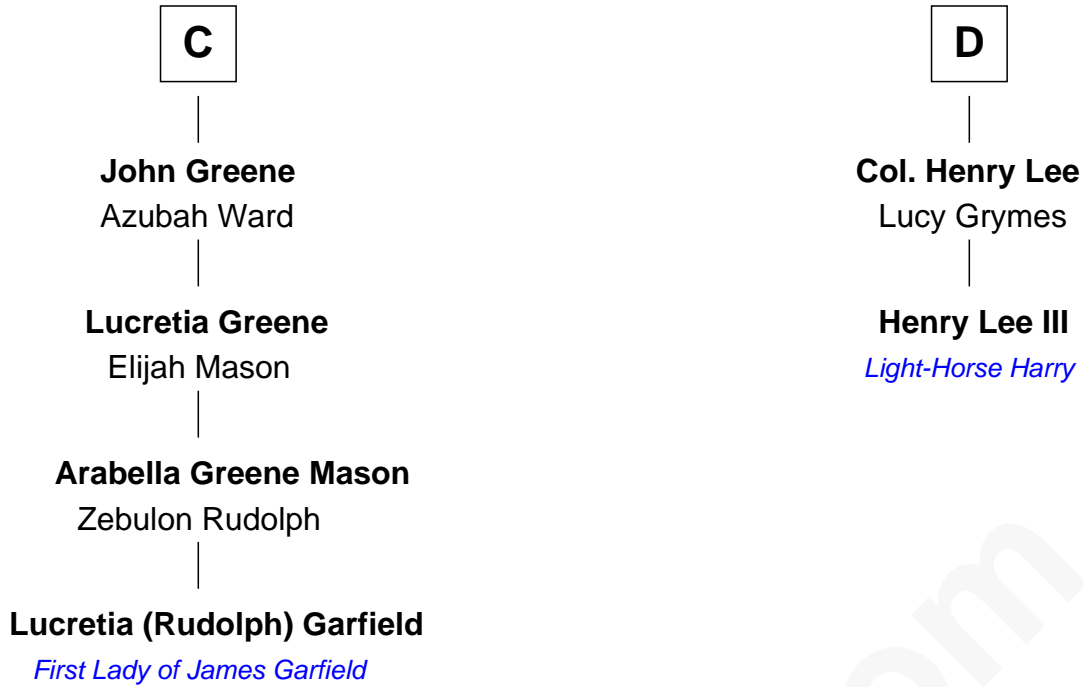 C
John Greene
Azubah Ward
Lucretia Greene
Elijah Mason
Arabella Greene Mason
Zebulon Rudolph
Lucretia (Rudolph) Garfield
First Lady of James Garfield
D
Col. Henry Lee
Lucy Grymes
Henry Lee III
Light-Horse Harry
om